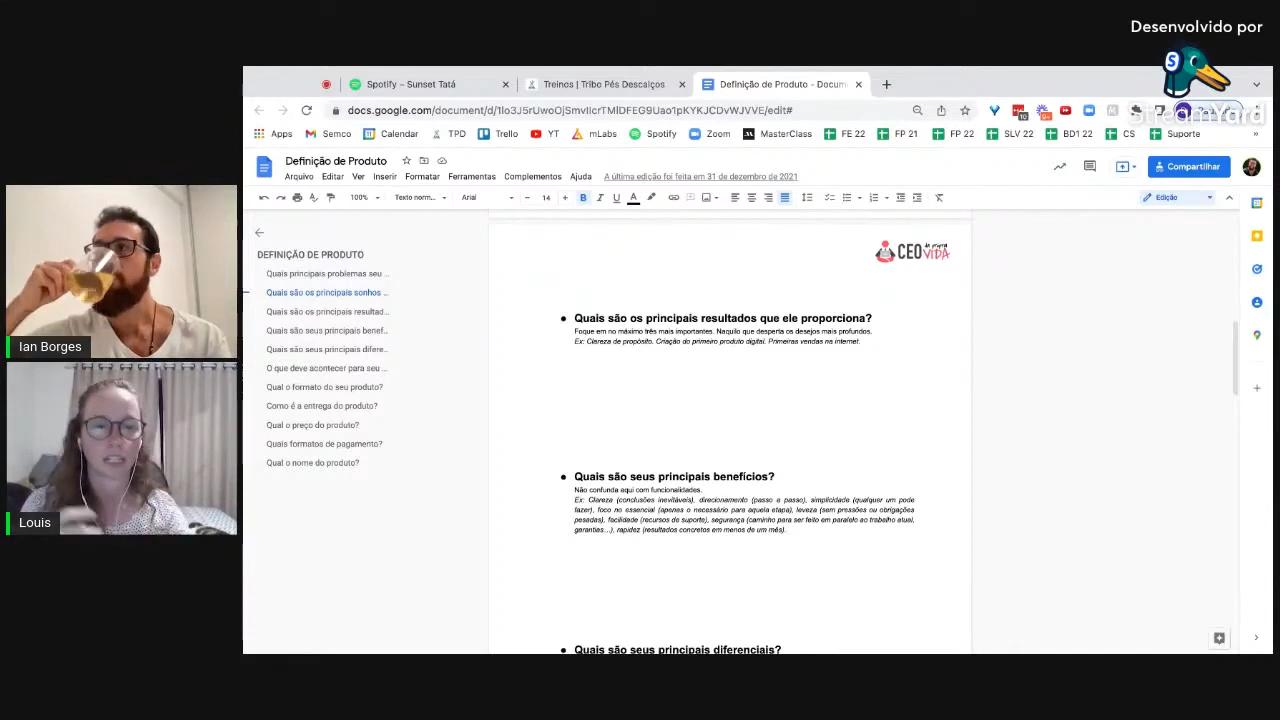 Desenvolvido por
S
StreamYard
Spotify – Sunset Tatá
Treinos | Tribo Pés Descalços
Definição de Produto - Docum
docs.google.com/document/d/
Apps
Semco
Calendar
TPD
Trello
YT
mLabs
Spotify
Zoom
MasterClass
FE 22
FP 21
FP 22
SLV 22
BD1 22
CS
Suporte
Definição de Produto
Arquivo Editar Ver Inserir Formatar Ferramentas Complementos Ajuda
A última edição foi feita em 31 de dezembro de 2021
Compartilhar
100%
Texto norm...
Arial
14
B I U A
Edição
DEFINIÇÃO DE PRODUTO
Quais principais problemas seu ...
Quais são os principais sonhos ...
Quais são os principais resultad...
Quais são seus principais benef...
Quais são seus principais difere...
O que deve acontecer para seu ...
Qual o formato do seu produto?
Como é a entrega do produto?
Qual o preço do produto?
Quais formatos de pagamento?
Qual o nome do produto?
CEO da própria VIDA
● Quais são os principais resultados que ele proporciona?
Foque em no máximo três mais importantes. Naquilo que desperta os desejos mais profundos.
Ex: Clareza de propósito. Criação do primeiro produto digital. Primeiras vendas na internet.
● Quais são seus principais benefícios?
Não confunda aqui com funcionalidades.
Ex: Clareza (conclusões inevitáveis), direcionamento (passo a passo), simplicidade (qualquer um pode
fazer), foco no essencial (apenas o necessário para aquela etapa), leveza (sem pressões ou obrigações
pesadas), facilidade (recursos de suporte), segurança (caminho para ser feito em paralelo ao trabalho atual,
garantias...), rapidez (resultados concretos em menos de um mês).
Quais são seus principais diferenciais?
Ian Borges
Louis